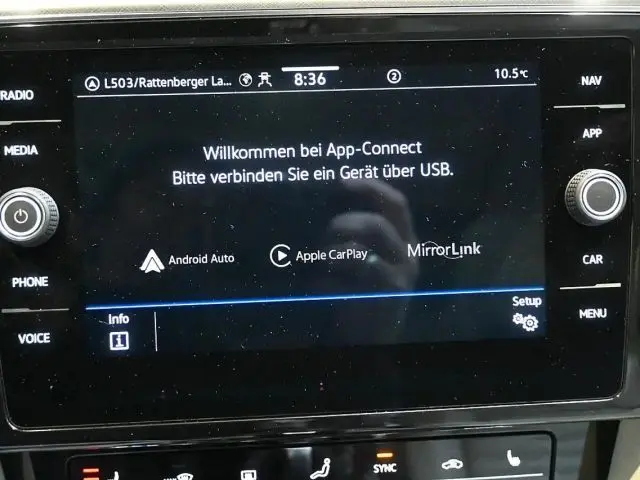 RADIO
MEDIA
PHONE
VOICE
L503/Rattenberger La...
8:36
2
10.5°C
Willkommen bei App-Connect
Bitte verbinden Sie ein Gerät über USB.
Android Auto
Apple CarPlay
MirrorLink
Info
Setup
NAV
APP
CAR
MENU
SYNC